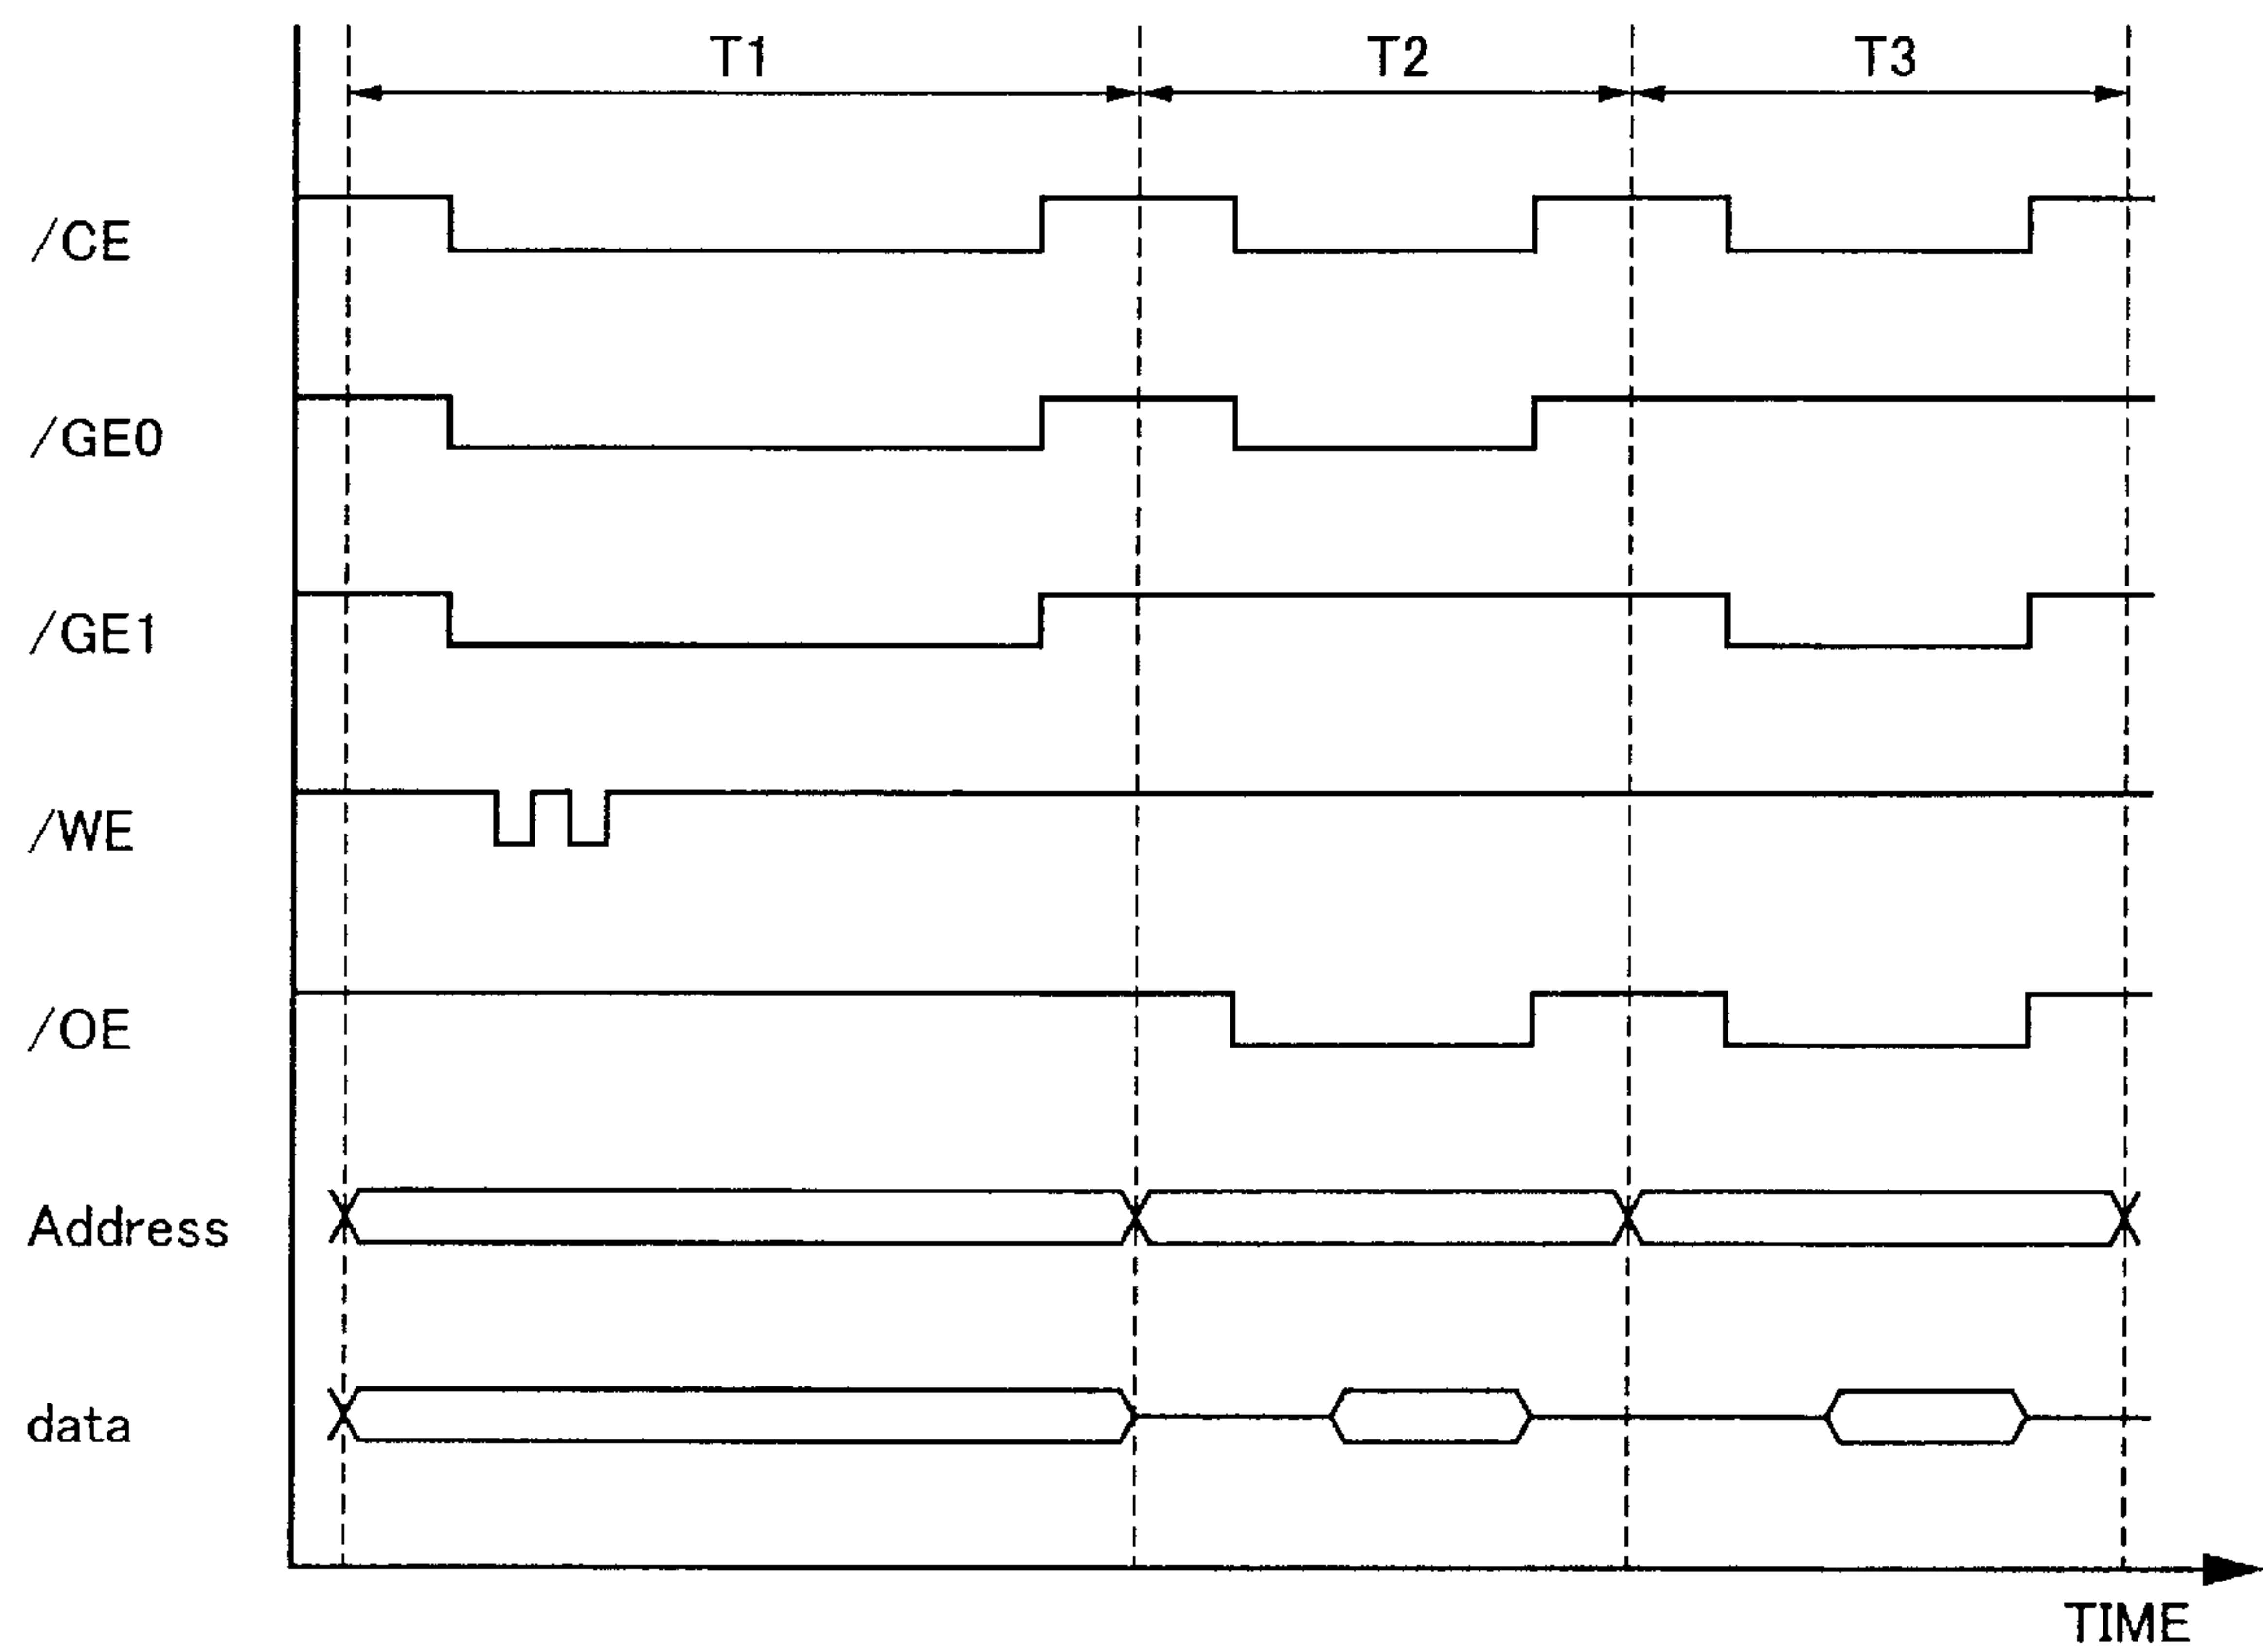 T1 T2 T3
/CE
/GE0
/GE1
/WE
/OE
Address
data
TIME